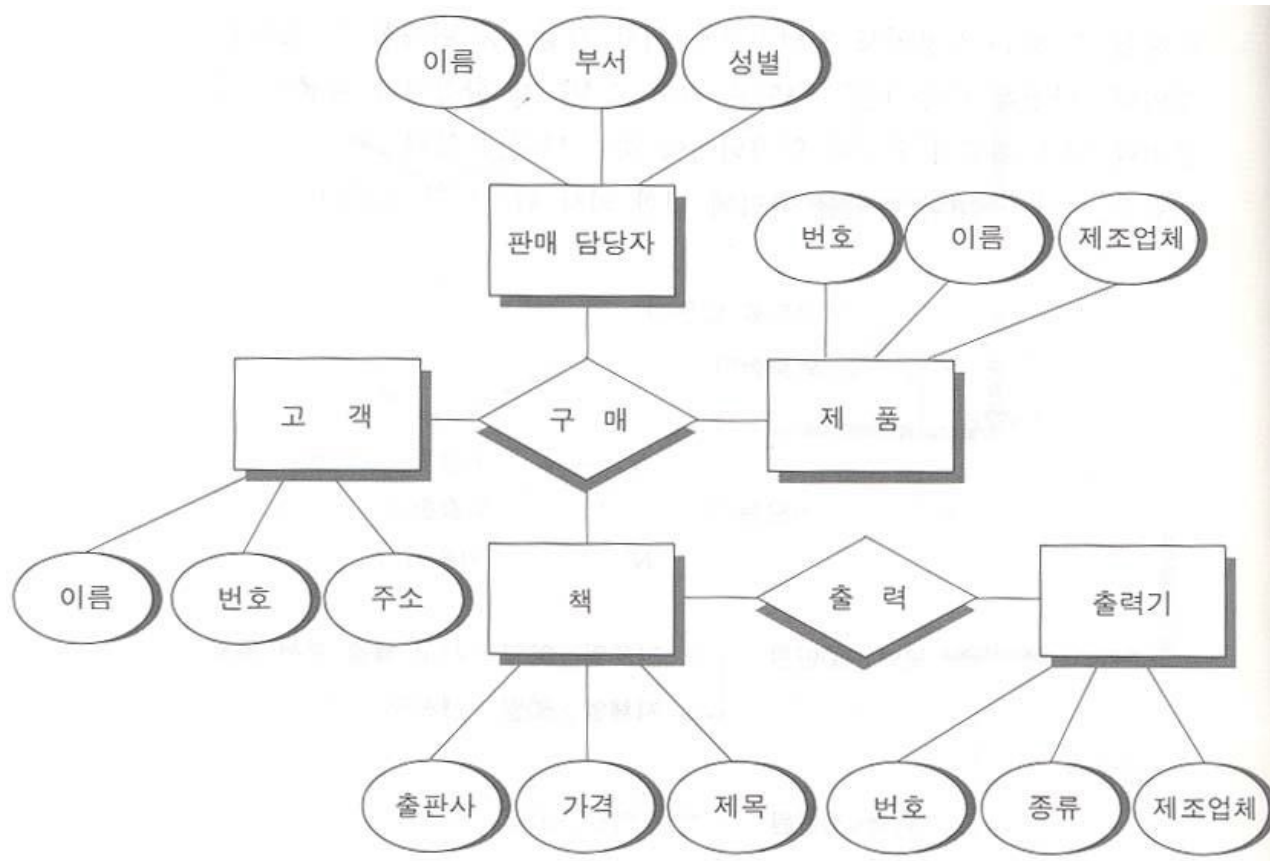 이름 부서 성별
판매 담당자
번호 이름 제조업체
고 객 구 매 제 품
이름 번호 주소
책 출 력 출력기
출판사 가격 제목 번호 종류 제조업체